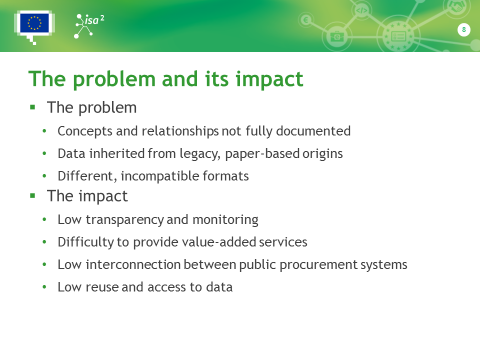 isa²
8
The problem and its impact
▪ The problem
• Concepts and relationships not fully documented
• Data inherited from legacy, paper-based origins
• Different, incompatible formats
▪ The impact
• Low transparency and monitoring
• Difficulty to provide value-added services
• Low interconnection between public procurement systems
• Low reuse and access to data